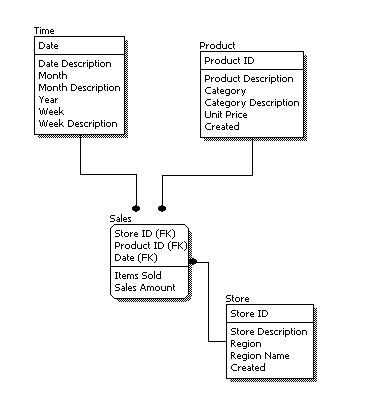 Time
Date
Date Description
Month
Month Description
Year
Week
Week Description
Product
Product ID
Product Description
Category
Category Description
Unit Price
Created
Sales
Store ID (FK)
Product ID (FK)
Date (FK)
Items Sold
Sales Amount
Store
Store ID
Store Description
Region
Region Name
Created